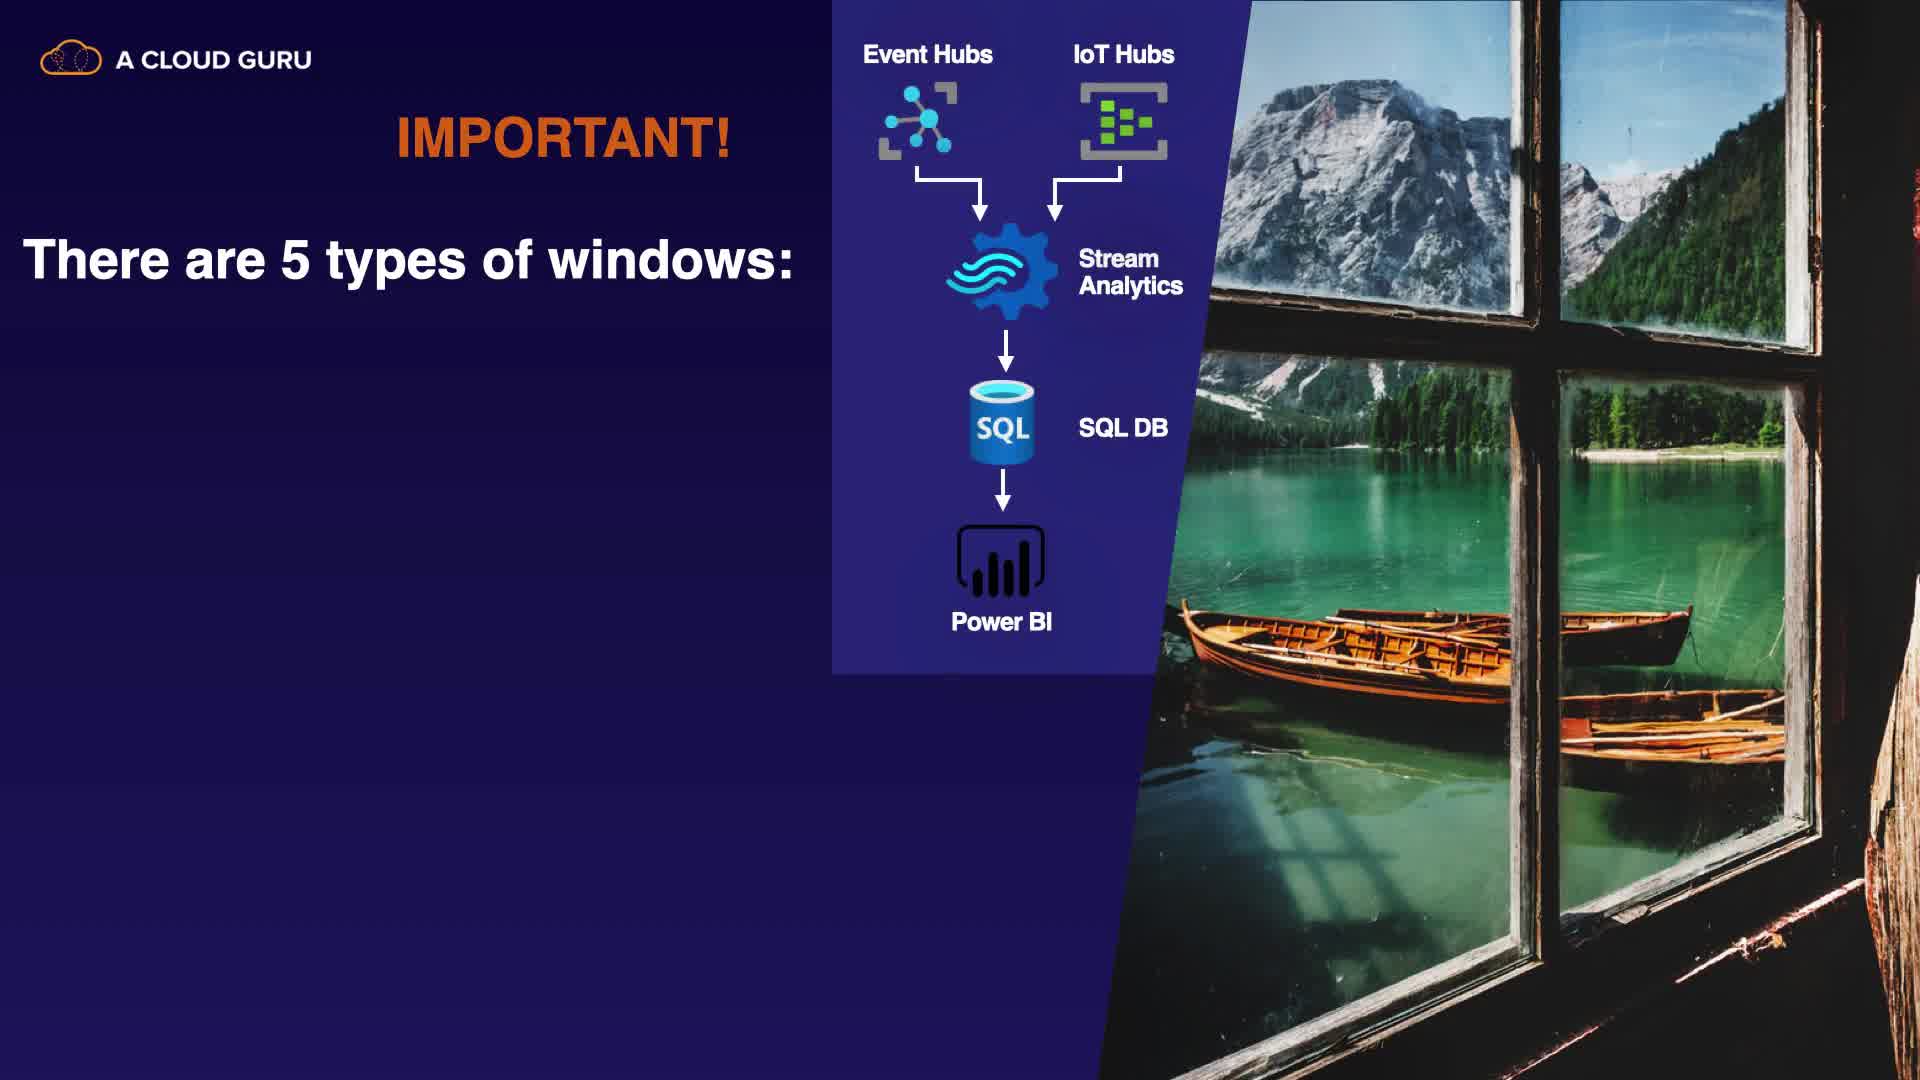 A CLOUD GURU
IMPORTANT!
There are 5 types of windows:
Event Hubs
IoT Hubs
Stream
Analytics
SQL
SQL DB
Power BI